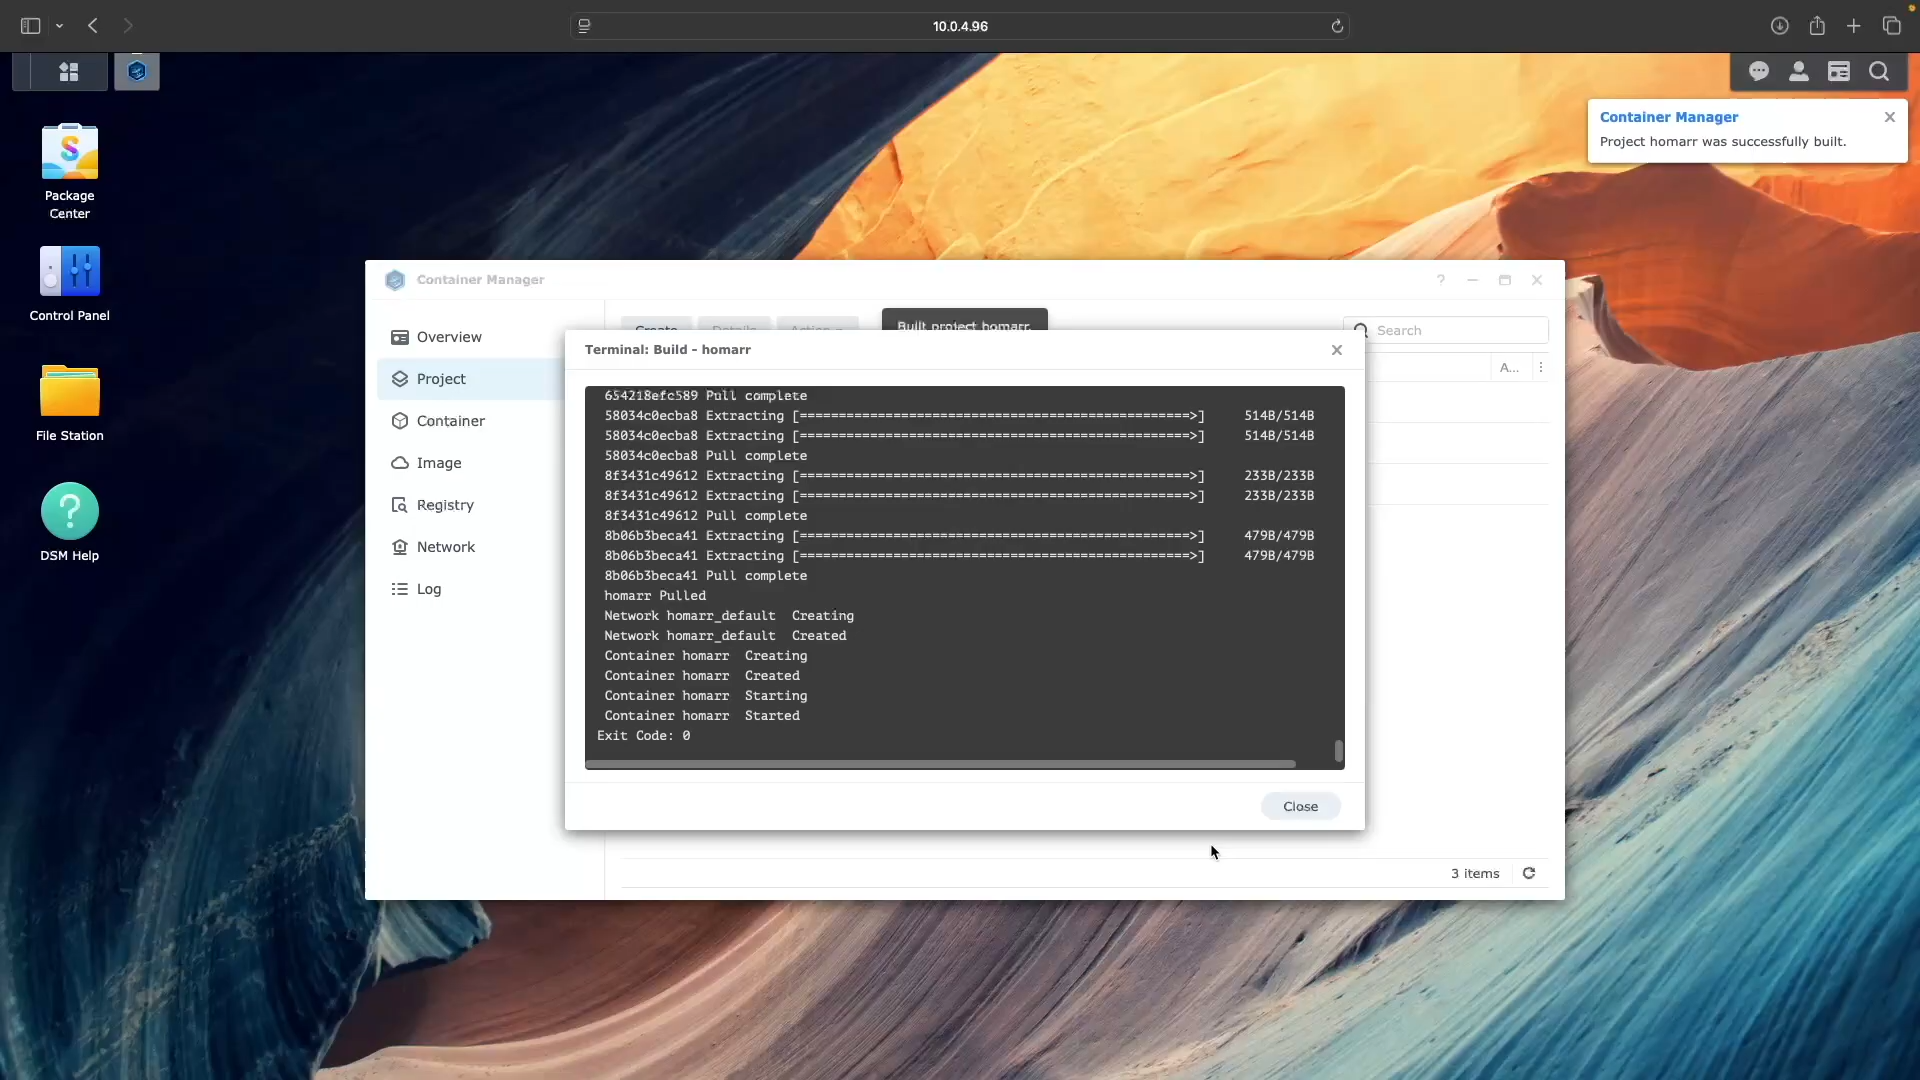 10.0.4.96
Package
Center
Control Panel
File Station
DSM Help
Container Manager
Project homarr was successfully built.
Container Manager
Overview
Project
Container
Image
Registry
Network
Log
Create
Details
Action
Built project homarr.
Search
A...
Terminal: Build - homarr
654218efc589 Pull complete
58034c0ecba8 Extracting [==================================================>]     514B/514B
58034c0ecba8 Extracting [==================================================>]     514B/514B
58034c0ecba8 Pull complete
8f3431c49612 Extracting [==================================================>]     233B/233B
8f3431c49612 Extracting [==================================================>]     233B/233B
8f3431c49612 Pull complete
8b06b3beca41 Extracting [==================================================>]     479B/479B
8b06b3beca41 Extracting [==================================================>]     479B/479B
8b06b3beca41 Pull complete
homarr Pulled
Network homarr_default  Creating
Network homarr_default  Created
Container homarr  Creating
Container homarr  Created
Container homarr  Starting
Container homarr  Started
Exit Code: 0
Close
3 items